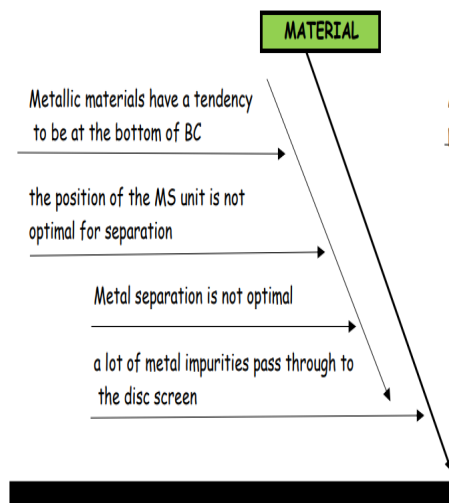 MATERIAL
Metallic materials have a tendency
to be at the bottom of BC
the position of the MS unit is not
optimal for separation
Metal separation is not optimal
a lot of metal impurities pass through to
the disc screen